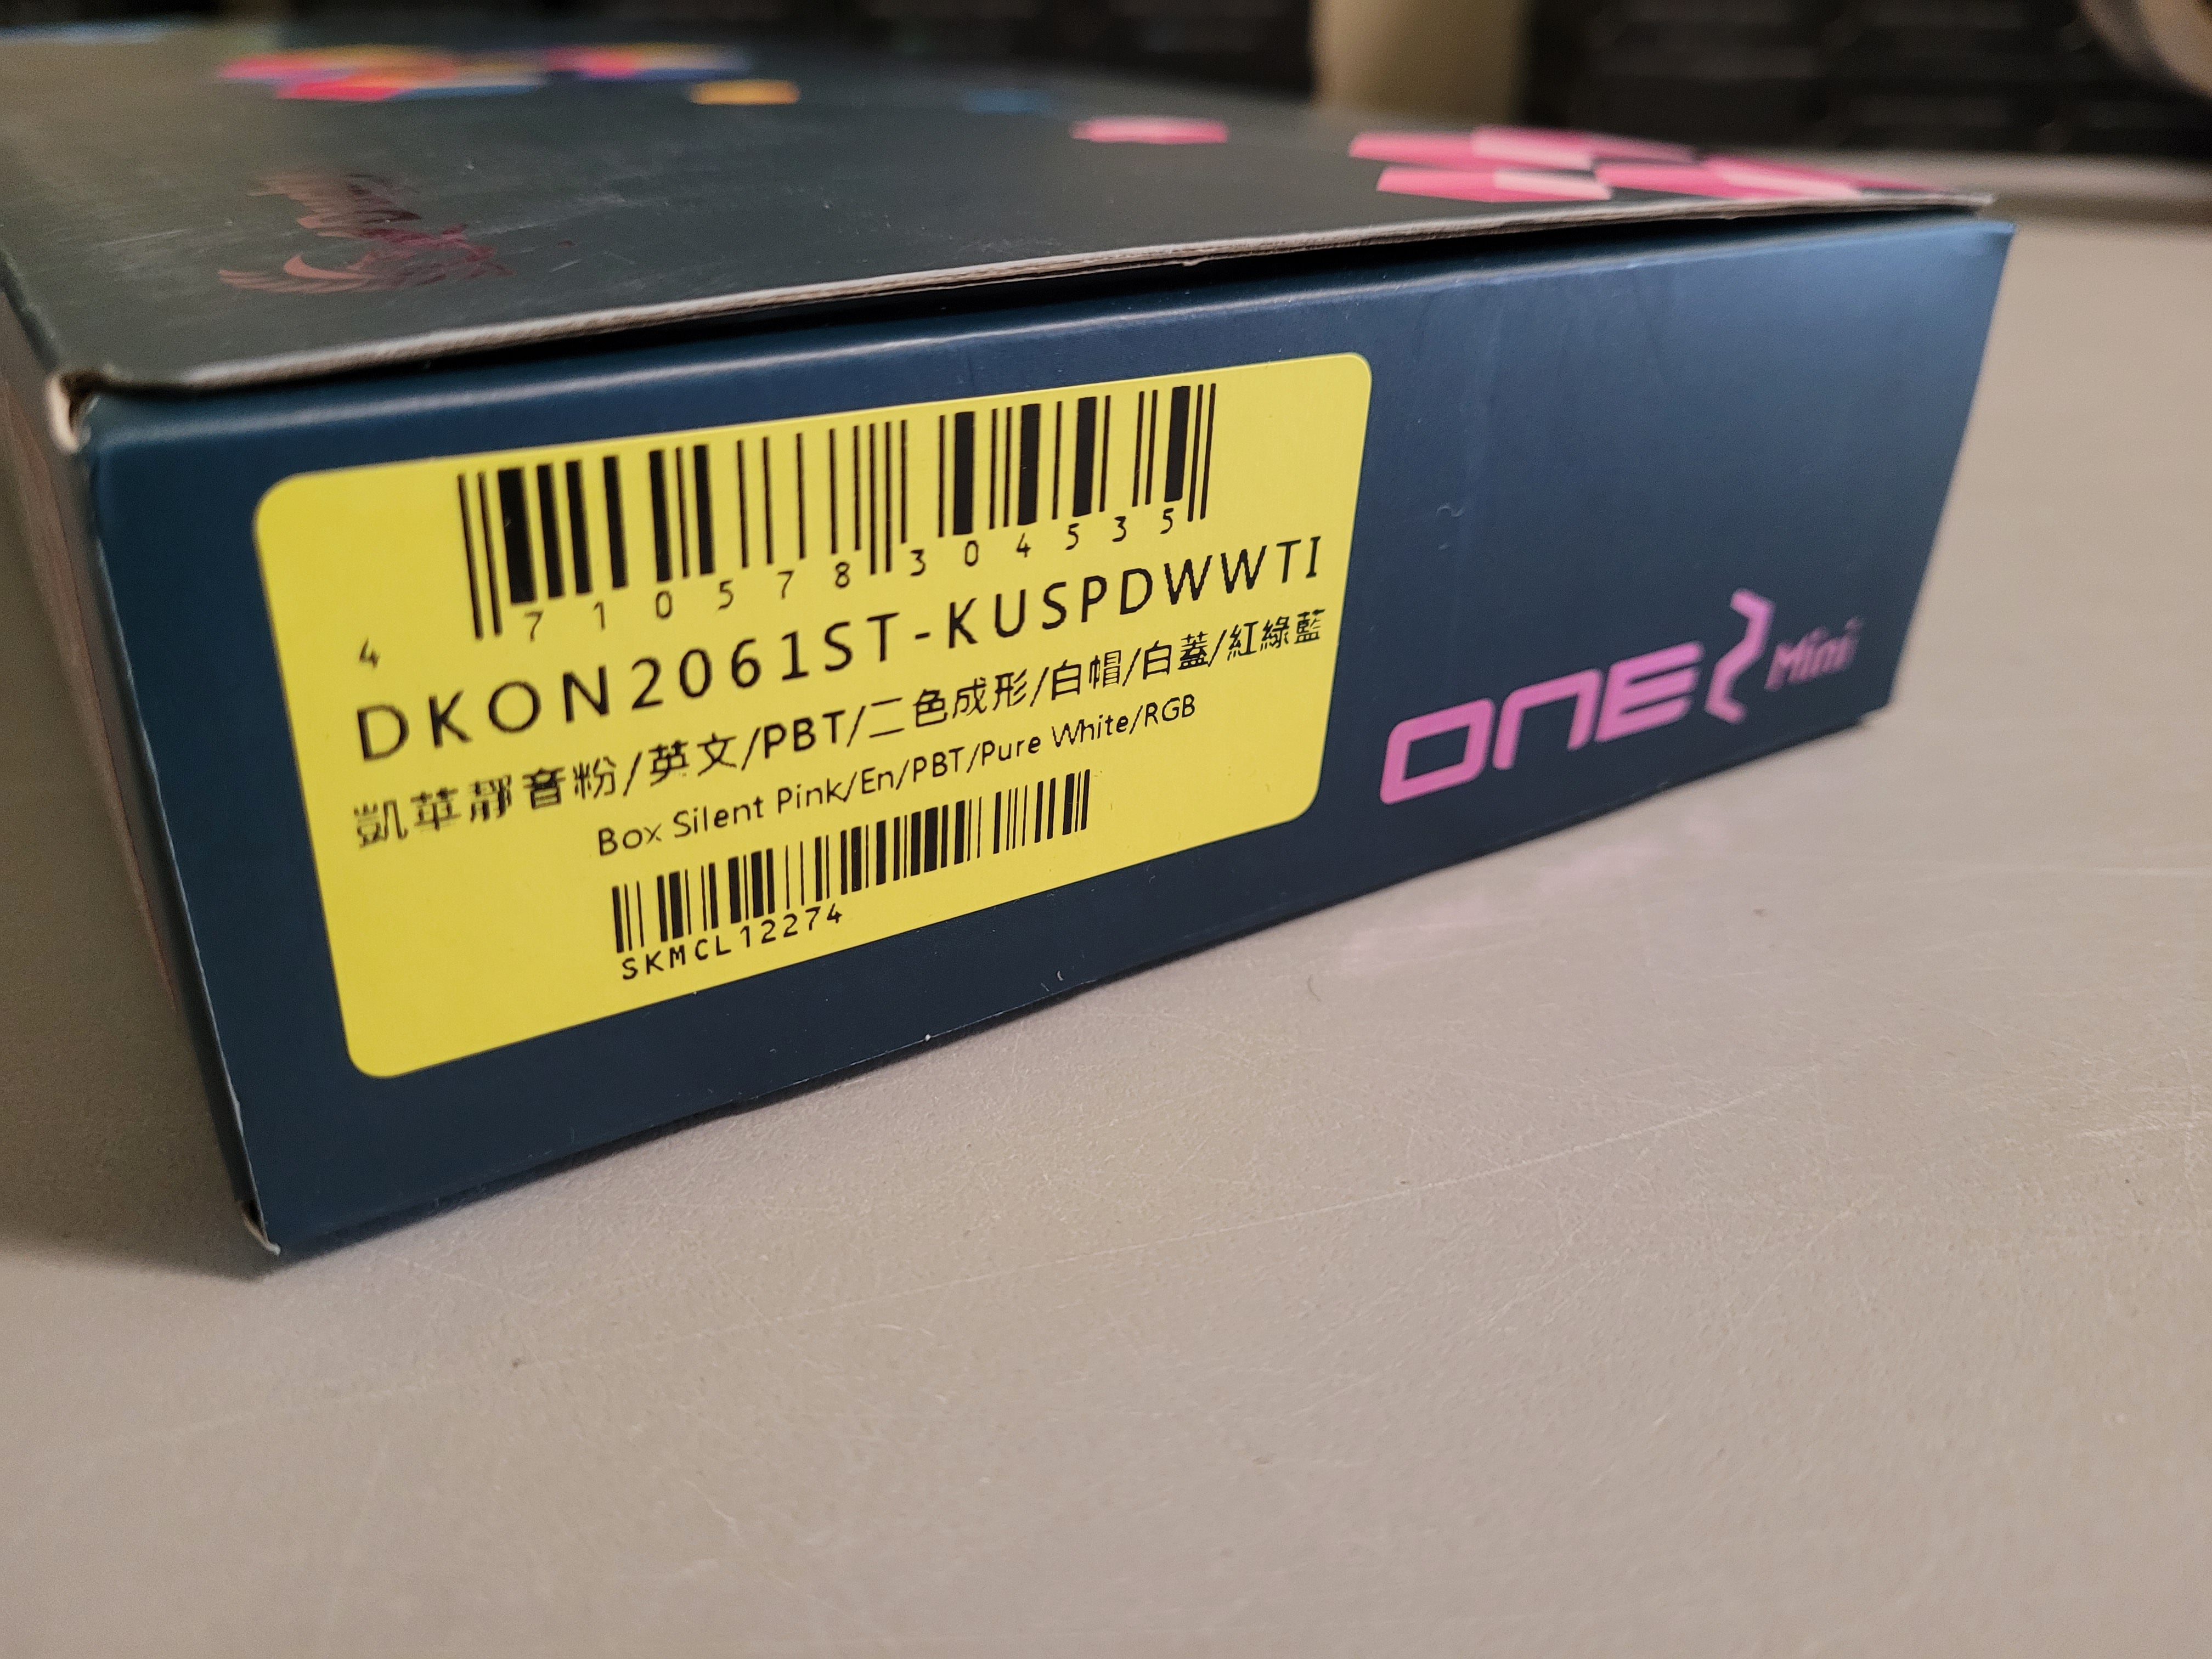 4 710578 304535
DKON2061ST-KUSPDWWTI
凱華靜音粉/英文/PBT/二色成形/白帽/白蓋/紅綠藍
Box Silent Pink/En/PBT/Pure White/RGB
SKMCL12274
ONE 2 Mini